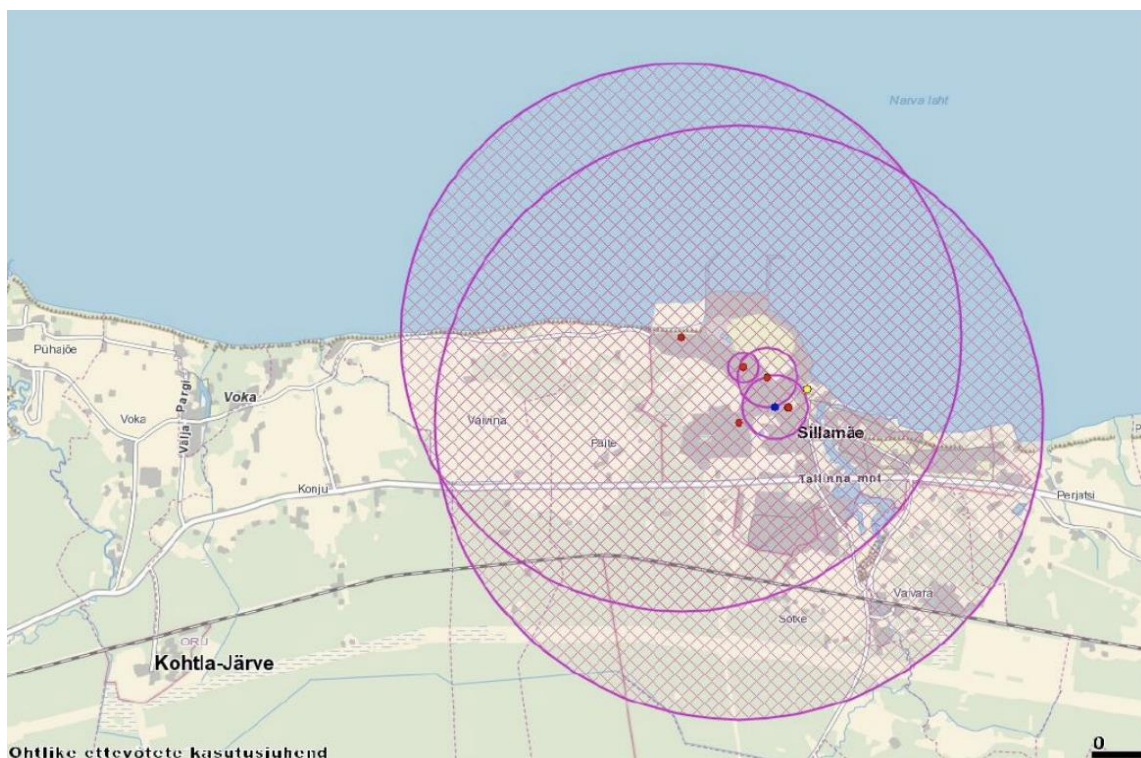 Narva laht
Pühajõe
Voka
Välja
Pargi
Voka
Vaivina
Päite
Sillamäe
Konju
Tallinna mnt
Perjatsi
Vaivara
Sõtke
ORU
Kohtla-Järve
Ohtlike ettevõtete kasutusjuhend
0